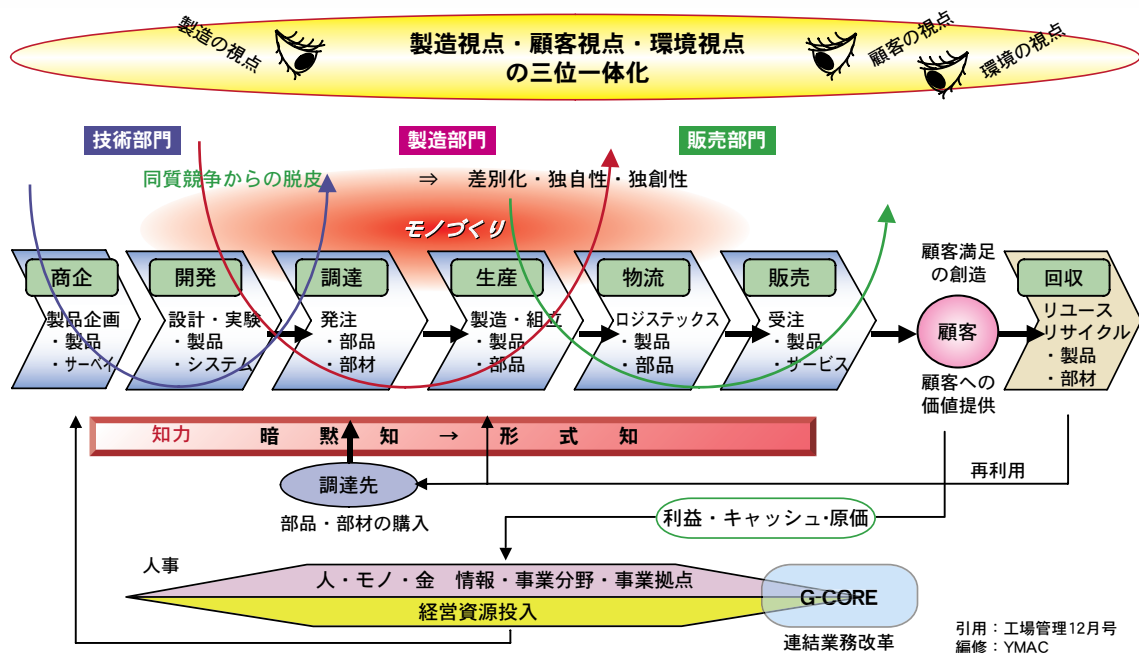 製造の視点
製造視点・顧客視点・環境視点
の三位一体化
顧客の視点
環境の視点
技術部門
製造部門
販売部門
同質競争からの脱皮 ⇒ 差別化・独自性・独創性
モノづくり
商企
製品企画
・製品
・サーベイ
開発
設計・実験
・製品
・システム
調達
発注
・部品
・部材
生産
製造・組立
・製品
・部品
物流
ロジステックス
・製品
・部品
販売
受注
・製品
・サービス
顧客満足
の創造
顧客
顧客への
価値提供
回収
リユース
リサイクル
・製品
・部材
知力 暗黙知 → 形式知
調達先
部品・部材の購入
再利用
利益・キャッシュ・原価
人事
人・モノ・金 情報・事業分野・事業拠点
経営資源投入
G-CORE
連結業務改革
引用：工場管理12月号
編修：YMAC